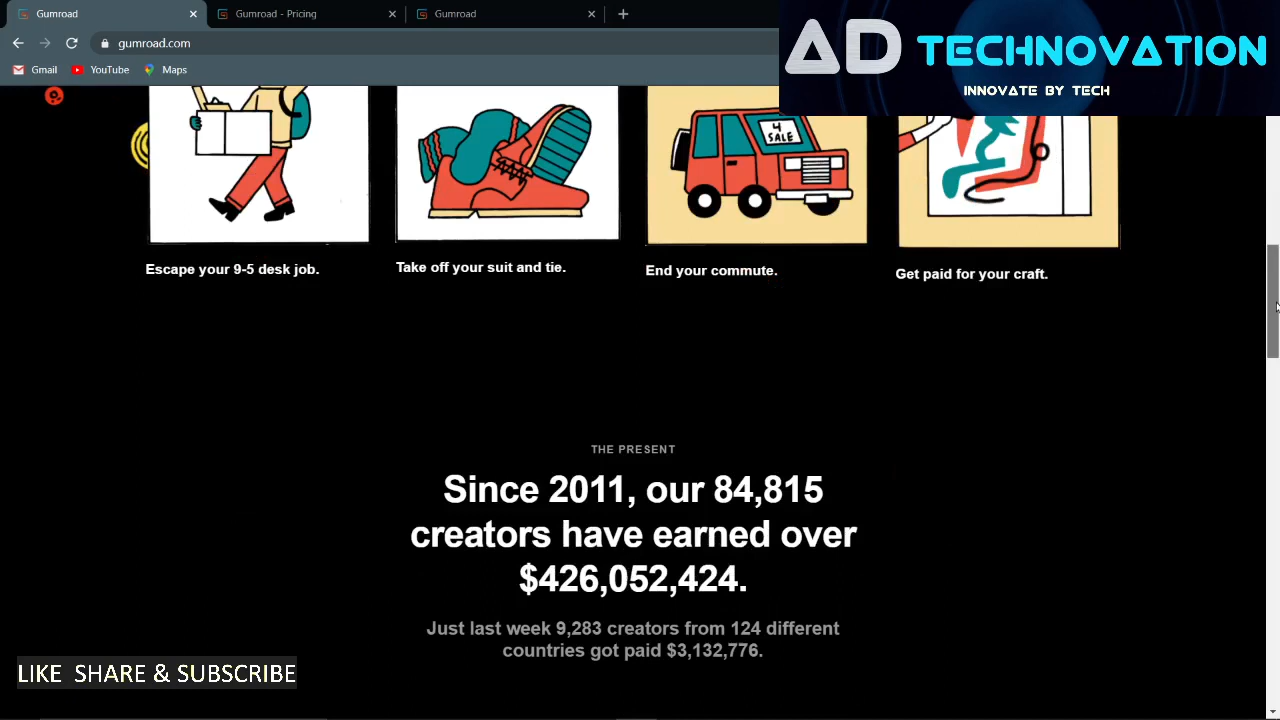 Gumroad
Gumroad - Pricing
Gumroad
gumroad.com
Gmail
YouTube
Maps
AD TECHNOVATION
INNOVATE BY TECH
4
SALE
Escape your 9-5 desk job.
Take off your suit and tie.
End your commute.
Get paid for your craft.
THE PRESENT
Since 2011, our 84,815
creators have earned over
$426,052,424.
Just last week 9,283 creators from 124 different
countries got paid $3,132,776.
LIKE SHARE & SUBSCRIBE